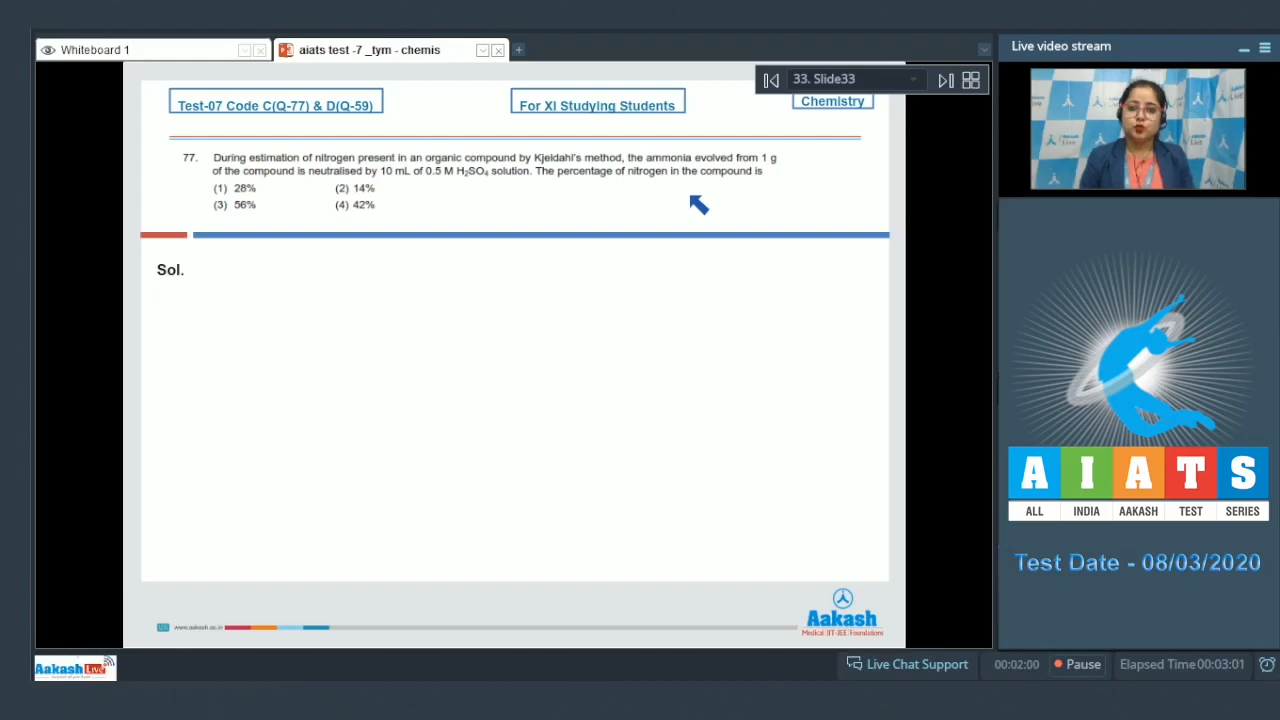 Whiteboard 1
aiats test -7 _tym - chemis
Live video stream
33. Slide33
Test-07 Code C(Q-77) & D(Q-59)
For XI Studying Students
Chemistry
77. During estimation of nitrogen present in an organic compound by Kjeldahl's method, the ammonia evolved from 1 g
of the compound is neutralised by 10 mL of 0.5 M H₂SO₄ solution. The percentage of nitrogen in the compound is
(1) 28% (2) 14%
(3) 56% (4) 42%
Sol.
A I A T S
ALL INDIA AAKASH TEST SERIES
Test Date - 08/03/2020
www.aakash.ac.in
Aakash
Medical|IIT-JEE|Foundations
Aakash Live
Live Chat Support
00:02:00
Pause
Elapsed Time 00:03:01